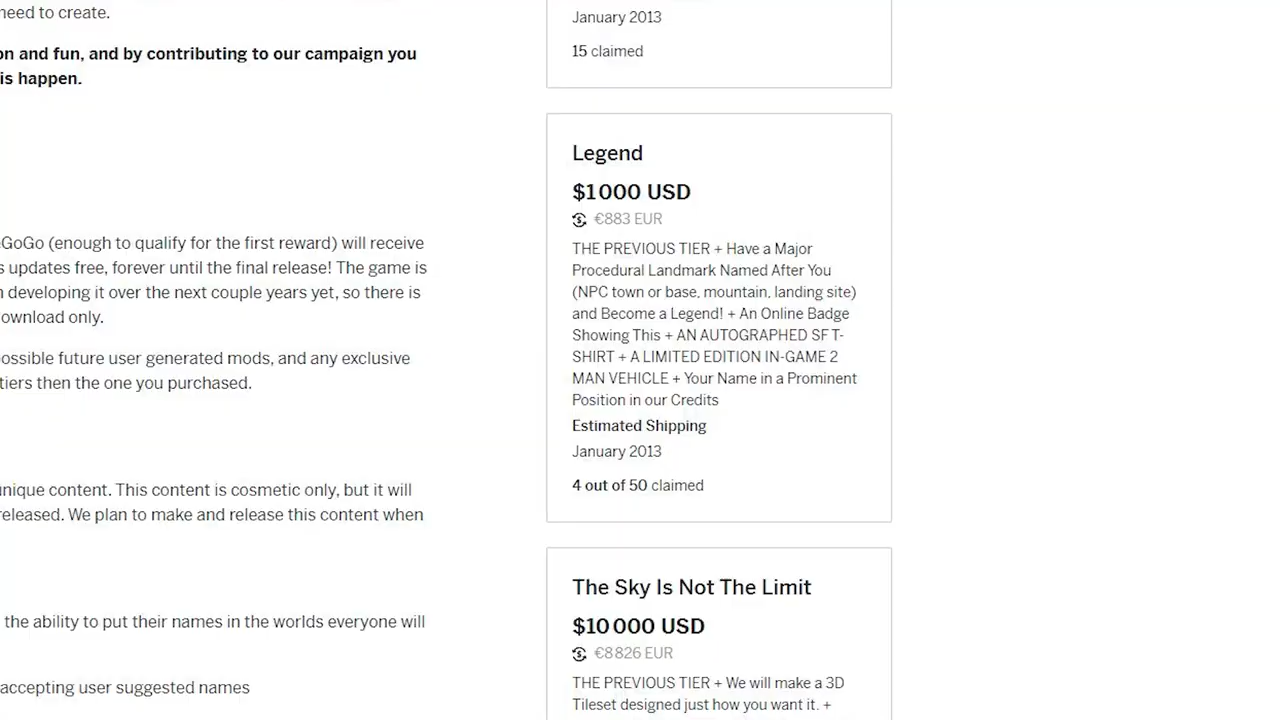 need to create.
on and fun, and by contributing to our campaign you
is happen.
GoGo (enough to qualify for the first reward) will receive
s updates free, forever until the final release! The game is
n developing it over the next couple years yet, so there is
ownload only.
possible future user generated mods, and any exclusive
tiers then the one you purchased.
unique content. This content is cosmetic only, but it will
released. We plan to make and release this content when
the ability to put their names in the worlds everyone will
accepting user suggested names
January 2013
15 claimed
Legend
$1000 USD
€883 EUR
THE PREVIOUS TIER + Have a Major
Procedural Landmark Named After You
(NPC town or base, mountain, landing site)
and Become a Legend! + An Online Badge
Showing This + AN AUTOGRAPHED SF T-
SHIRT + A LIMITED EDITION IN-GAME 2
MAN VEHICLE + Your Name in a Prominent
Position in our Credits
Estimated Shipping
January 2013
4 out of 50 claimed
The Sky Is Not The Limit
$10 000 USD
€8 826 EUR
THE PREVIOUS TIER + We will make a 3D
Tileset designed just how you want it. +